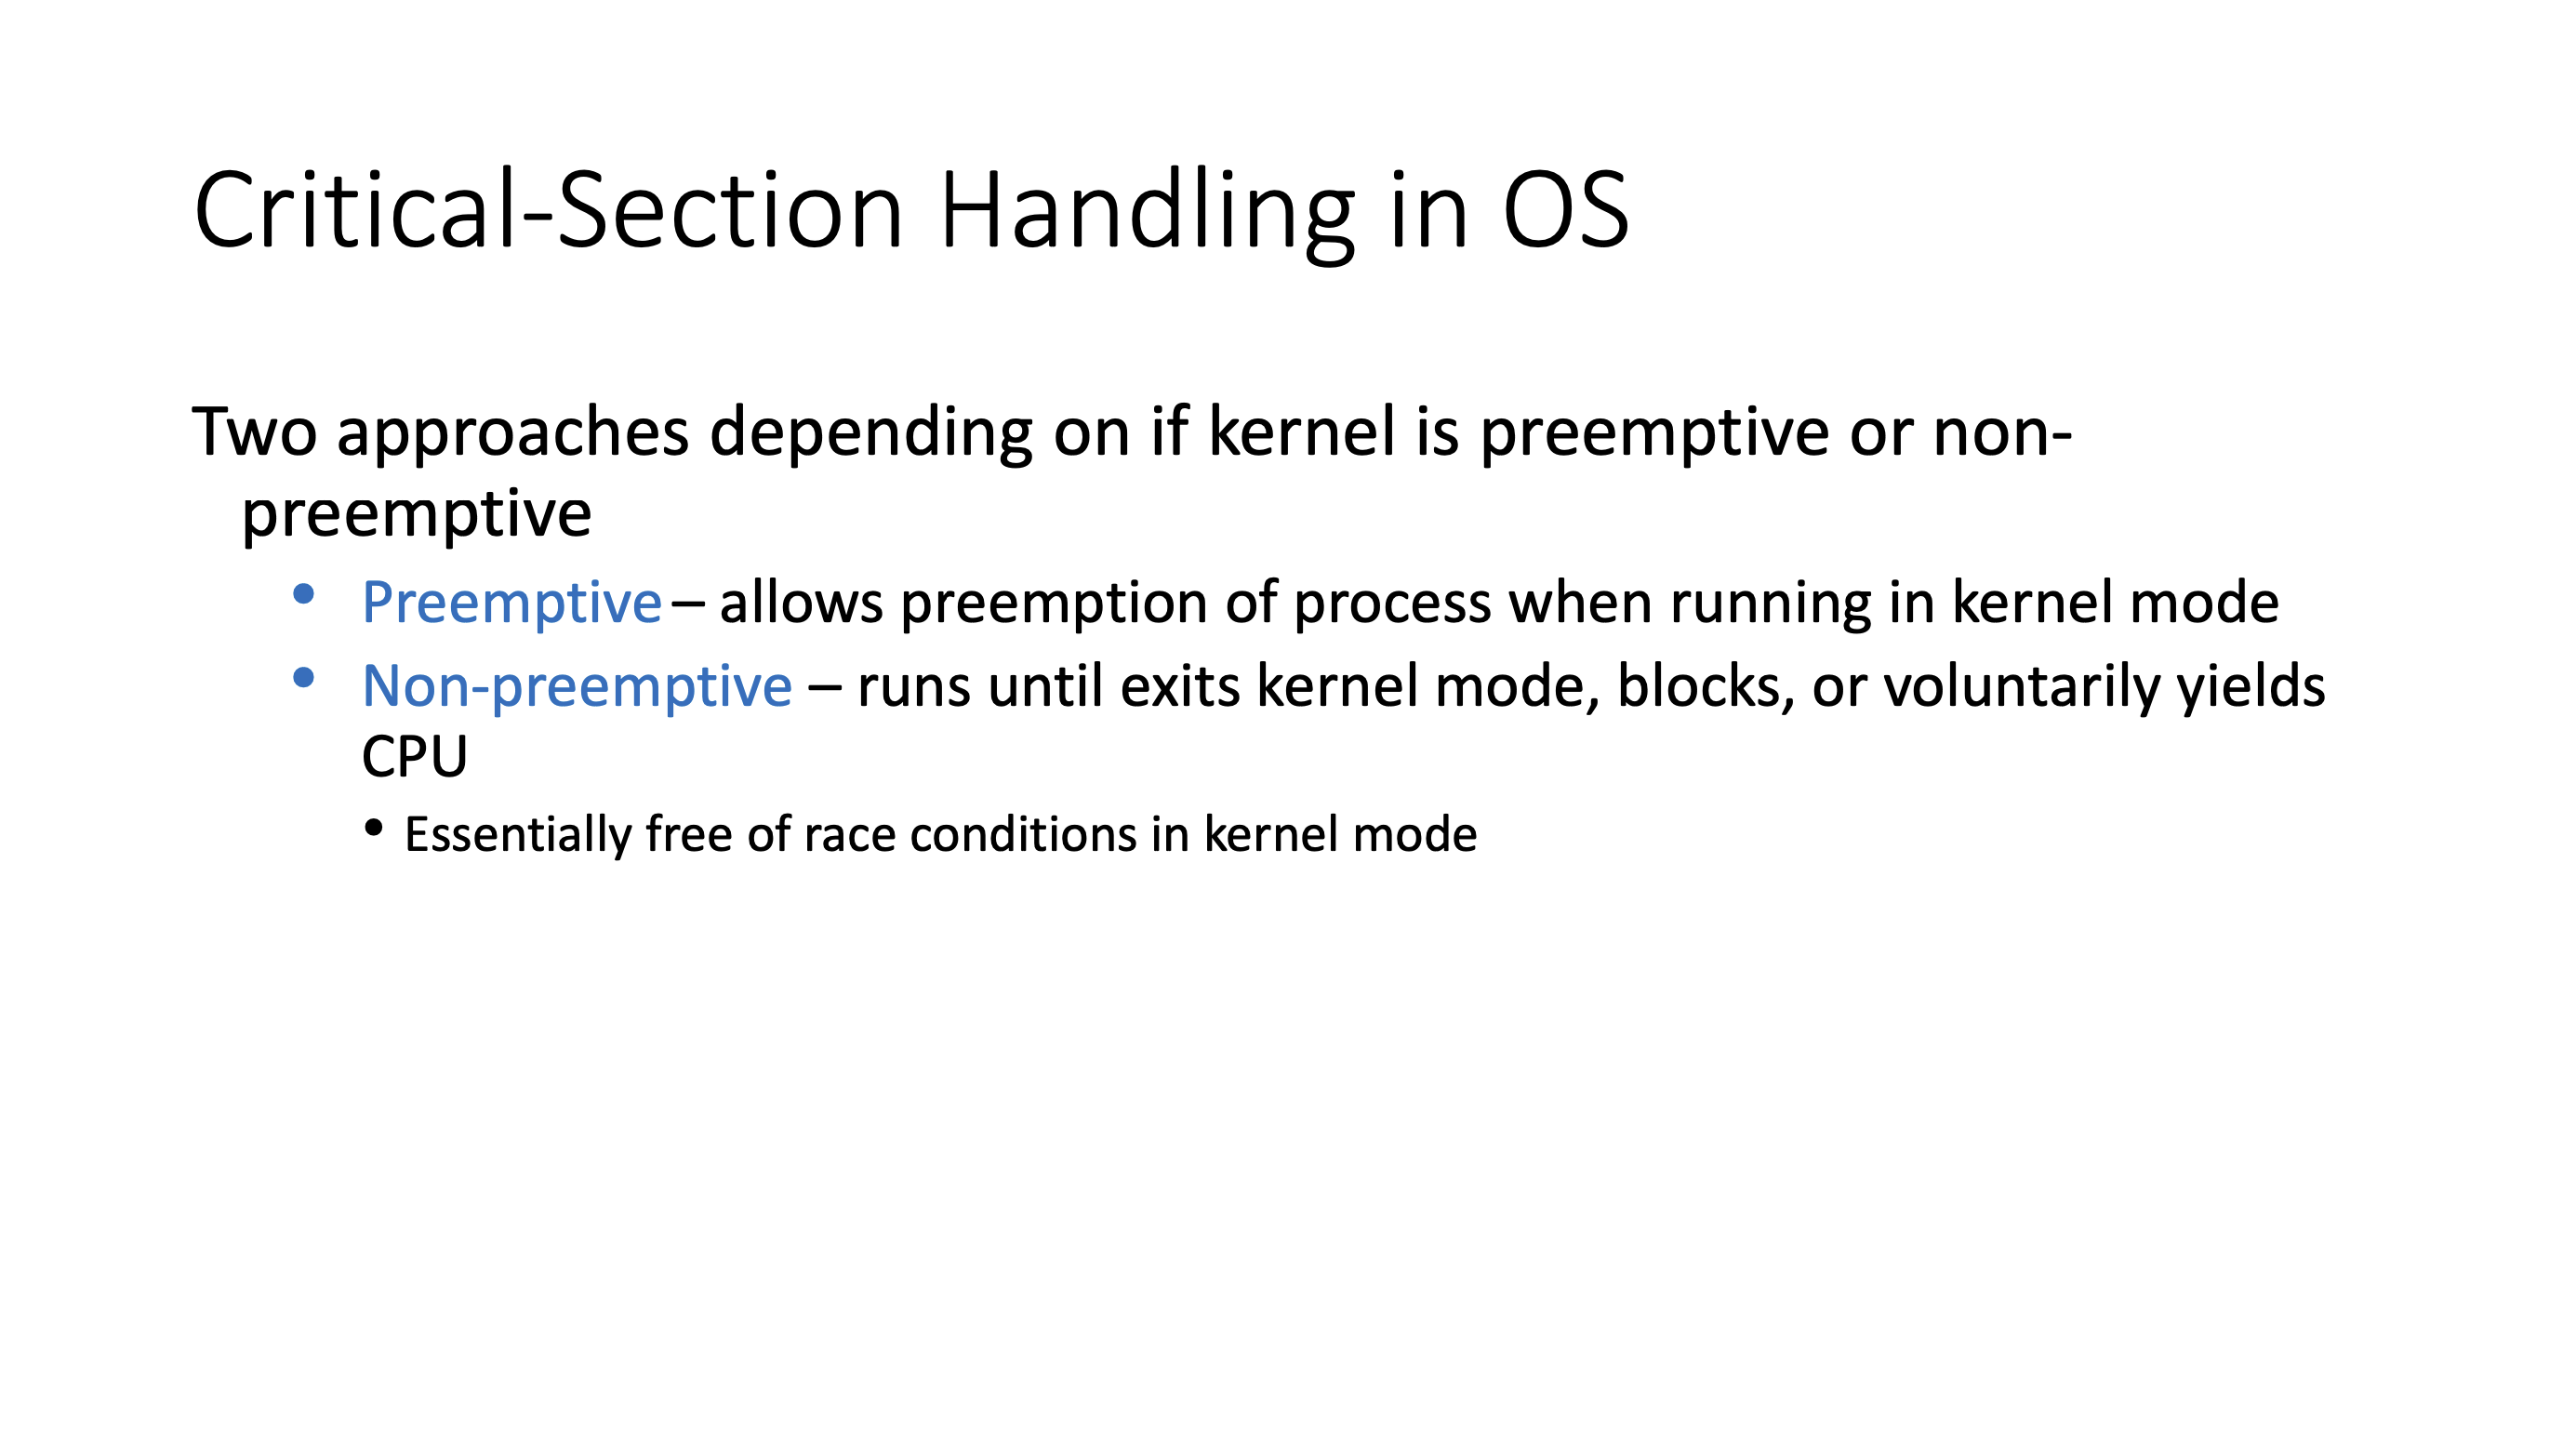 Critical-Section Handling in OS
Two approaches depending on if kernel is preemptive or non-
preemptive
• Preemptive – allows preemption of process when running in kernel mode
• Non-preemptive – runs until exits kernel mode, blocks, or voluntarily yields
CPU
• Essentially free of race conditions in kernel mode